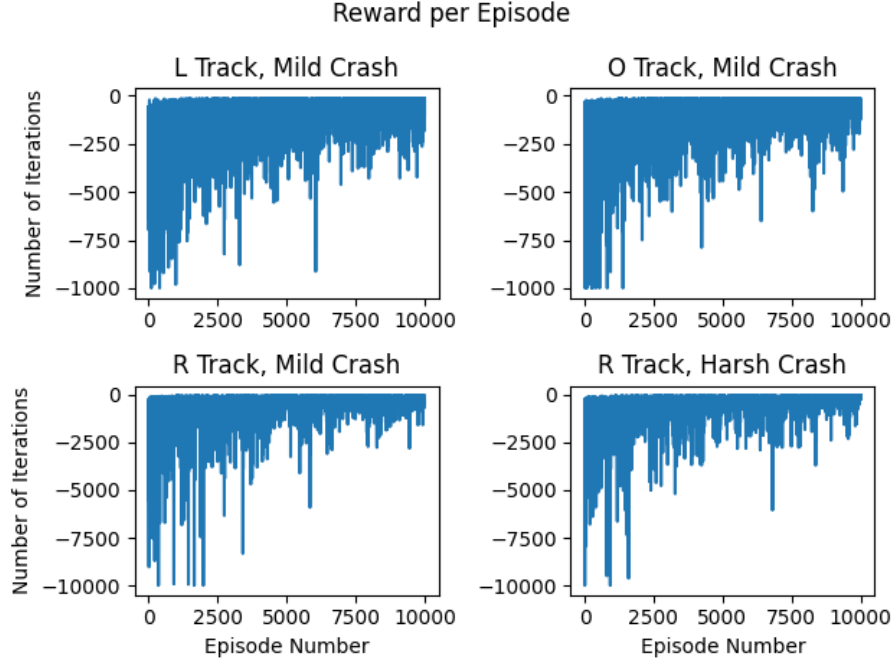 Reward per Episode
L Track, Mild Crash
O Track, Mild Crash
Number of Iterations
0
−250
−500
−750
−1000
0
−250
−500
−750
−1000
0 2500 5000 7500 10000
0 2500 5000 7500 10000
R Track, Mild Crash
R Track, Harsh Crash
Number of Iterations
0
−2500
−5000
−7500
−10000
0
−2500
−5000
−7500
−10000
0 2500 5000 7500 10000
0 2500 5000 7500 10000
Episode Number
Episode Number